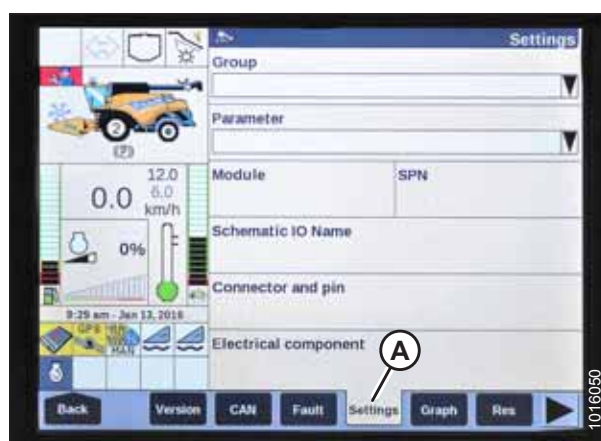 Settings
Group
Parameter
Module SPN
Schematic IO Name
Connector and pin
Electrical component
2
(7)
12.0
0.0 6.0
km/h
0%
9:29 am - Jan 13, 2016
GPS
MAN
A
Back Version CAN Fault Settings Graph Res
1016050